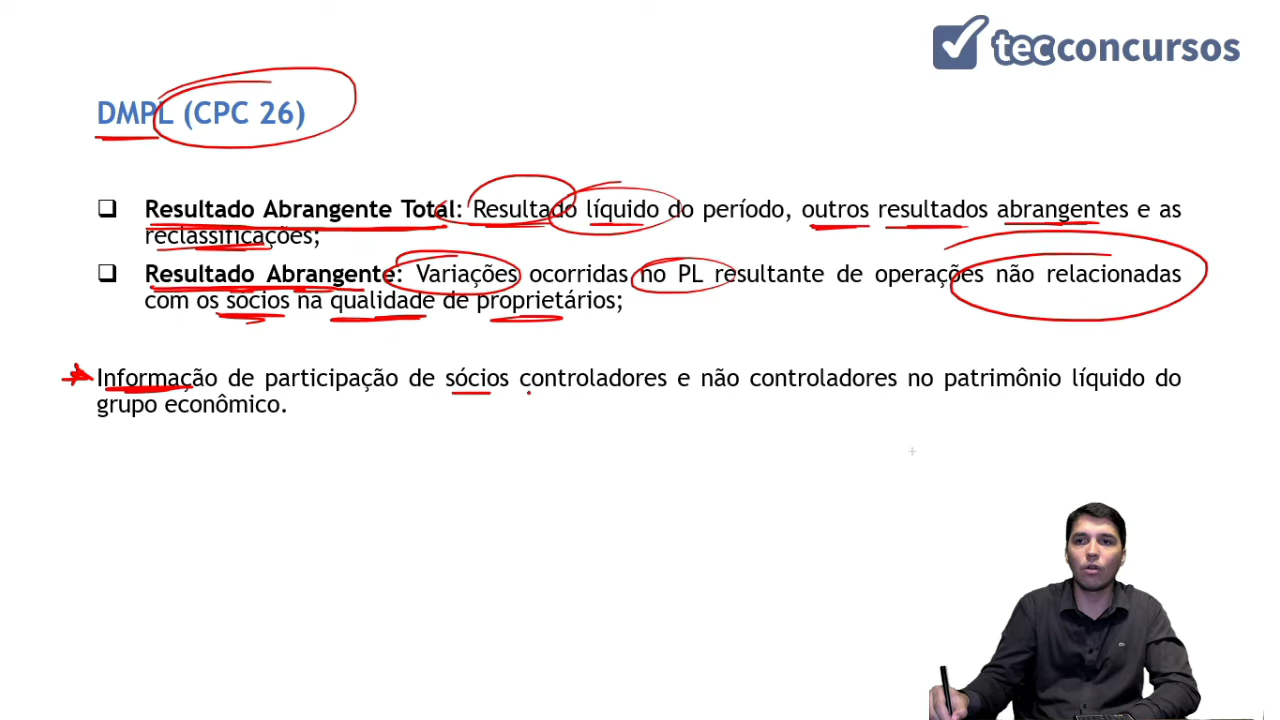 tecconcursos
DMPL (CPC 26)
❑ Resultado Abrangente Total: Resultado líquido do período, outros resultados abrangentes e as
reclassificações;
❑ Resultado Abrangente: Variações ocorridas no PL resultante de operações não relacionadas
com os sócios na qualidade de proprietários;
Informação de participação de sócios controladores e não controladores no patrimônio líquido do
grupo econômico.